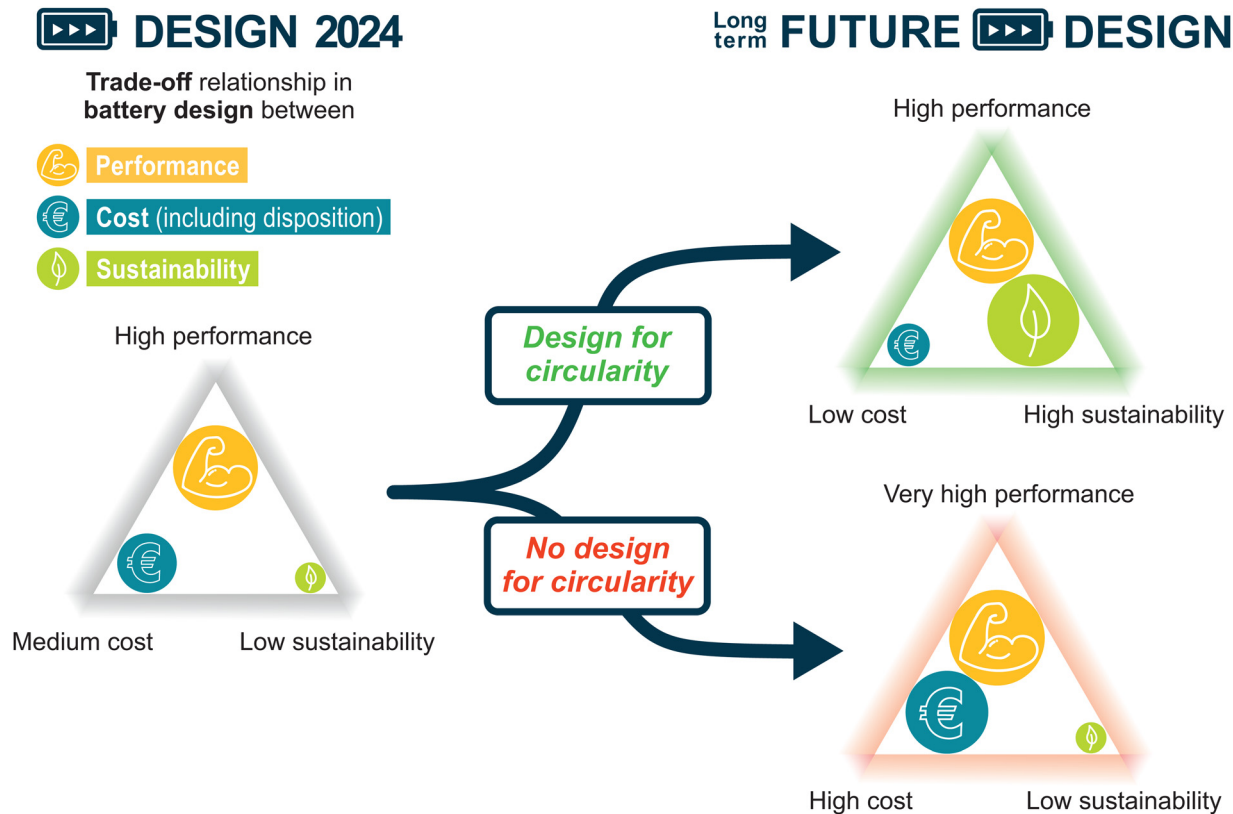 DESIGN 2024
Trade-off relationship in
battery design between
Performance
€
Cost (including disposition)
Sustainability
High performance
€
Medium cost
Low sustainability
Design for
circularity
No design
for circularity
Long
term
FUTURE DESIGN
High performance
€
Low cost
High sustainability
Very high performance
€
High cost
Low sustainability